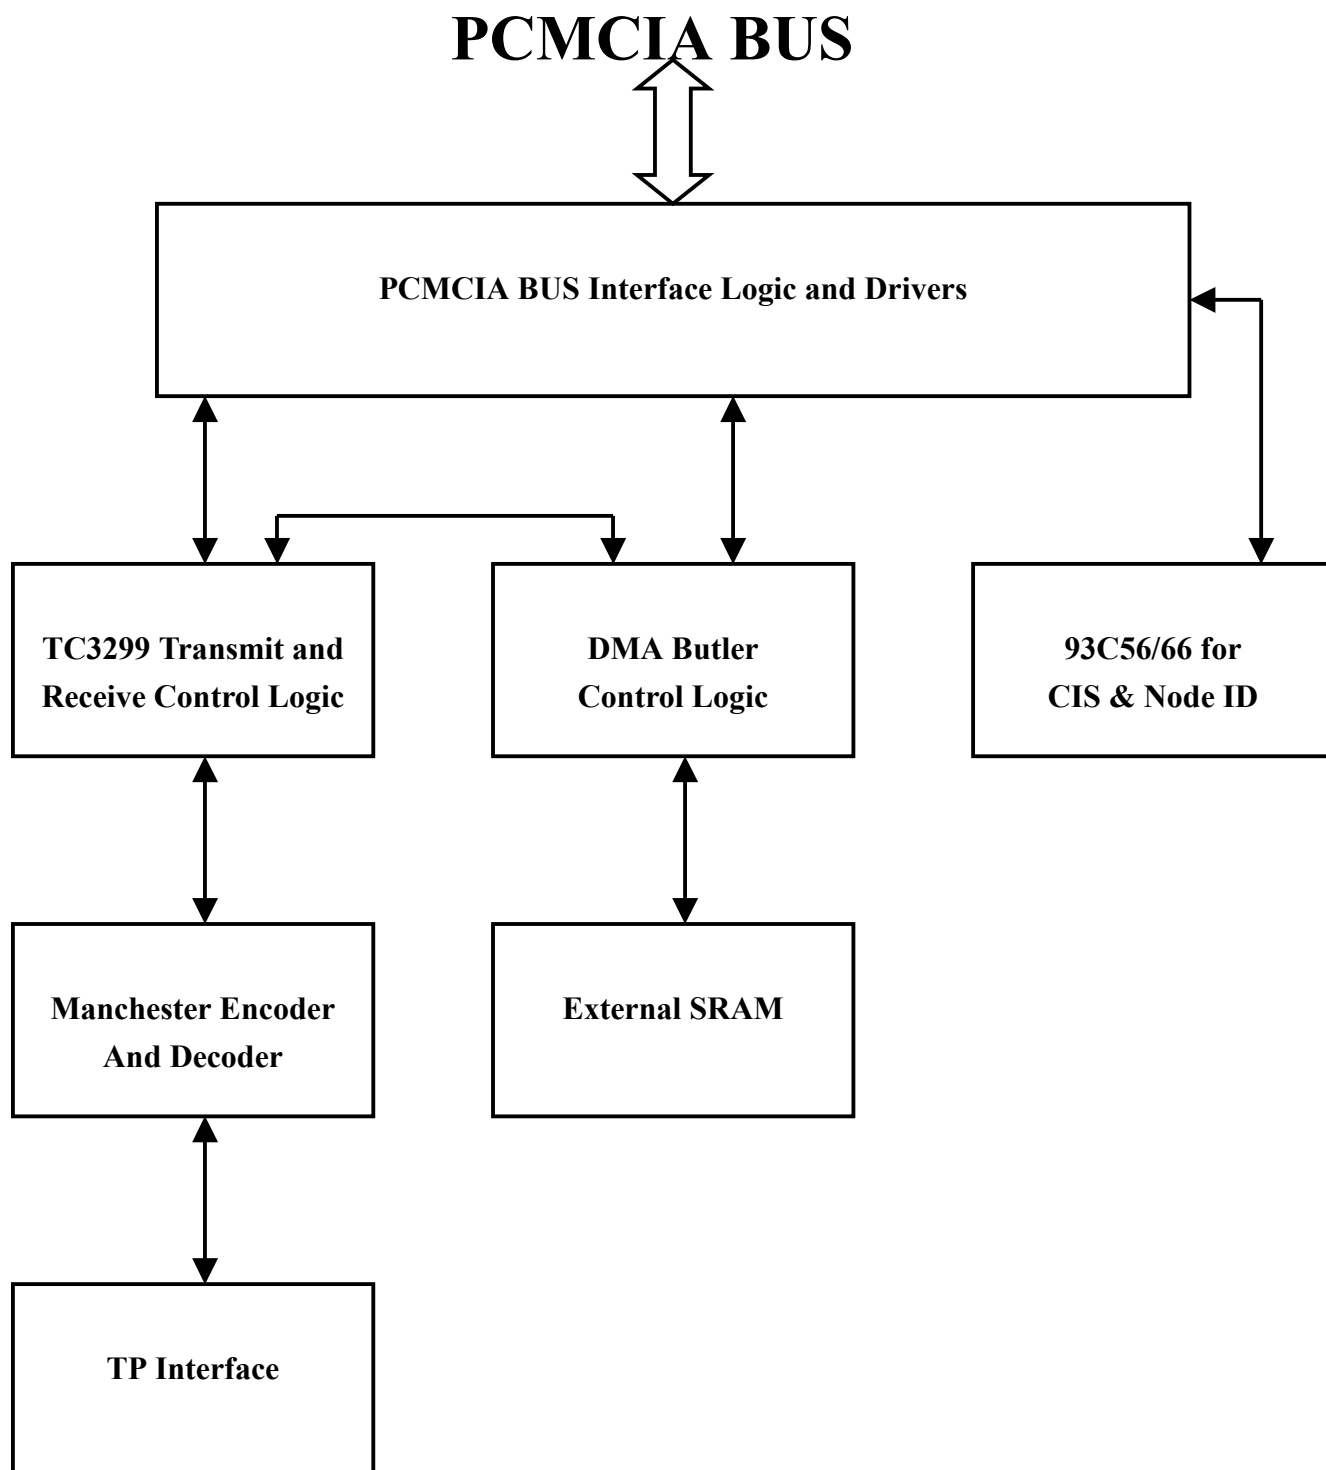 PCMCIA BUS
PCMCIA BUS Interface Logic and Drivers
TC3299 Transmit and
Receive Control Logic
DMA Butler
Control Logic
93C56/66 for
CIS & Node ID
Manchester Encoder
And Decoder
External SRAM
TP Interface